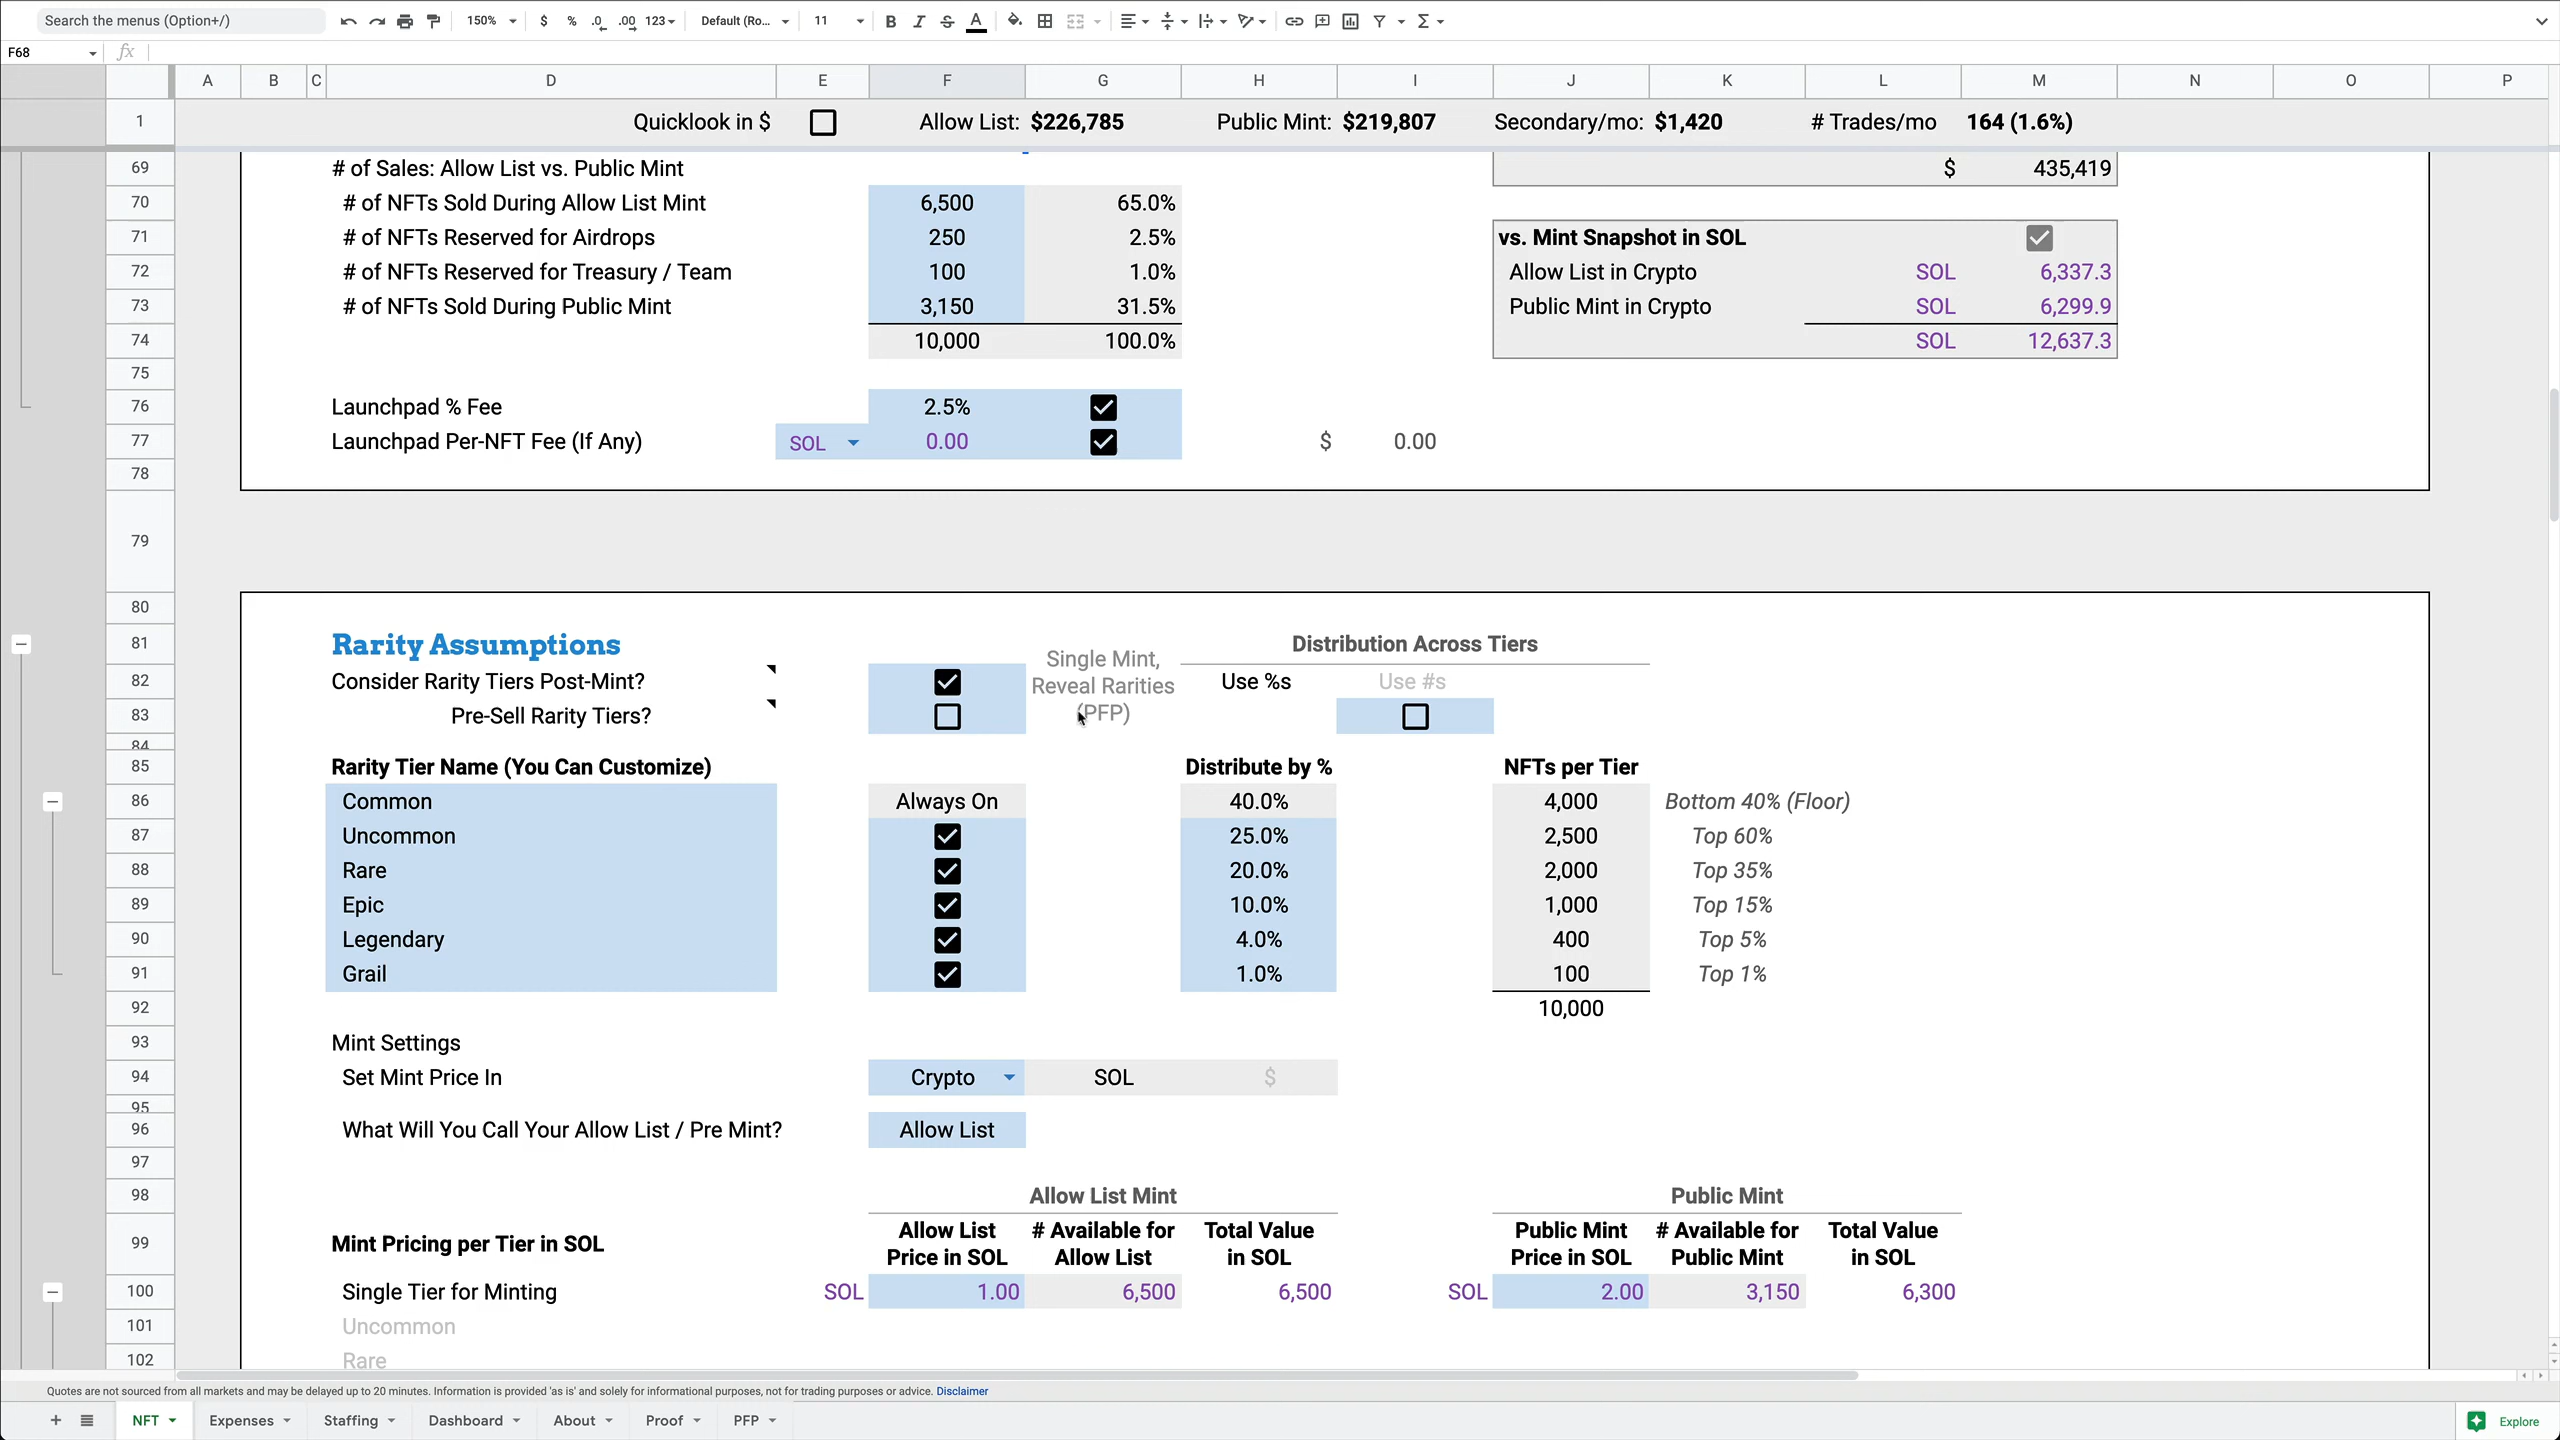 Search the menus (Option+/) 150% $ % .0 .00 123 Default (Ro... 11 B I S A
F68 fx
A B C D E F G H I J K L M N O P
1 Quicklook in $ Allow List: $226,785 Public Mint: $219,807 Secondary/mo: $1,420 # Trades/mo 164 (1.6%)
69 # of Sales: Allow List vs. Public Mint $ 435,419
70 # of NFTs Sold During Allow List Mint 6,500 65.0%
71 # of NFTs Reserved for Airdrops 250 2.5% vs. Mint Snapshot in SOL
72 # of NFTs Reserved for Treasury / Team 100 1.0% Allow List in Crypto SOL 6,337.3
73 # of NFTs Sold During Public Mint 3,150 31.5% Public Mint in Crypto SOL 6,299.9
74 10,000 100.0% SOL 12,637.3
75
76 Launchpad % Fee 2.5%
77 Launchpad Per-NFT Fee (If Any) SOL 0.00 $ 0.00
78
79
80
81 Rarity Assumptions Distribution Across Tiers
Single Mint,
Reveal Rarities
(PFP)
82 Consider Rarity Tiers Post-Mint? Use %s Use #s
83 Pre-Sell Rarity Tiers?
84
85 Rarity Tier Name (You Can Customize) Distribute by % NFTs per Tier
86 Common Always On 40.0% 4,000 Bottom 40% (Floor)
87 Uncommon 25.0% 2,500 Top 60%
88 Rare 20.0% 2,000 Top 35%
89 Epic 10.0% 1,000 Top 15%
90 Legendary 4.0% 400 Top 5%
91 Grail 1.0% 100 Top 1%
92 10,000
93 Mint Settings
94 Set Mint Price In Crypto SOL $
95
96 What Will You Call Your Allow List / Pre Mint? Allow List
97
98 Allow List Mint Public Mint
Allow List # Available for Total Value Public Mint # Available for Total Value
99 Mint Pricing per Tier in SOL
Price in SOL Allow List in SOL Price in SOL Public Mint in SOL
100 Single Tier for Minting SOL 1.00 6,500 6,500 SOL 2.00 3,150 6,300
101 Uncommon
102 Rare
Quotes are not sourced from all markets and may be delayed up to 20 minutes. Information is provided 'as is' and solely for informational purposes, not for trading purposes or advice. Disclaimer
NFT Expenses Staffing Dashboard About Proof PFP Explore